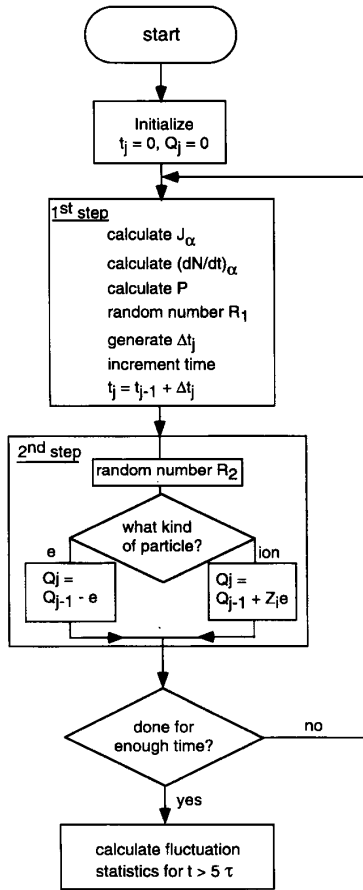 start
Initialize
tj = 0, Qj = 0
1st step
calculate Jα
calculate (dN/dt)α
calculate P
random number R1
generate Δtj
increment time
tj = tj-1 + Δtj
2nd step
random number R2
what kind
of particle?
e
ion
Qj =
Qj-1 - e
Qj =
Qj-1 + Zie
done for
enough time?
no
yes
calculate fluctuation
statistics for t > 5 τ